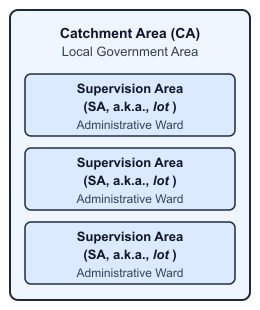 Catchment Area (CA)
Local Government Area
Supervision Area
(SA, a.k.a., lot )
Administrative Ward
Supervision Area
(SA, a.k.a., lot )
Administrative Ward
Supervision Area
(SA, a.k.a., lot )
Administrative Ward